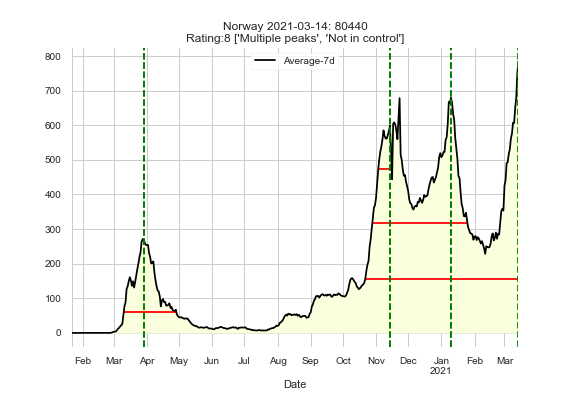 Norway 2021-03-14: 80440
Rating:8 ['Multiple peaks', 'Not in control']
Average-7d
800
700
600
500
400
300
200
100
0
Feb Mar Apr May Jun Jul Aug Sep Oct Nov Dec Jan Feb Mar
2021
Date